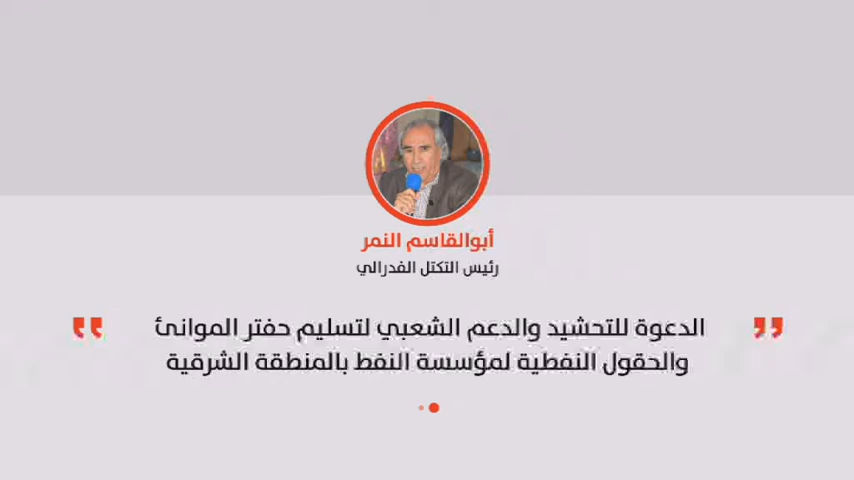 أبوالقاسم النمر
رئيس التكتل الفدرالي
الدعوة للتحشيد والدعم الشعبي لتسليم حفتر الموانئ
والحقول النفطية لمؤسسة النفط بالمنطقة الشرقية